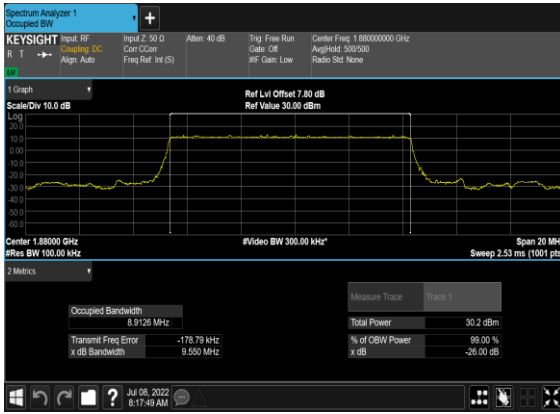 Spectrum Analyzer 1
Occupied BW
KEYSIGHT Input: RF Input Z: 50 Ω Atten: 40 dB Trig: Free Run Center Freq: 1.880000000 GHz
R T Coupling: DC Corr CCorr Gate: Off Avg|Hold: 500/500
Align: Auto Freq Ref: Int (S) #IF Gain: Low Radio Std: None
1 Graph
Ref Lvl Offset 7.80 dB
Scale/Div 10.0 dB Ref Value 30.00 dBm
Log
20.0
10.0
0.00
-10.0
-20.0
-30.0
-40.0
-50.0
-60.0
Center 1.88000 GHz #Video BW 300.00 kHz* Span 20 MH
#Res BW 100.00 kHz Sweep 2.53 ms (1001 pts
2 Metrics
Measure Trace Trace 1
Occupied Bandwidth
8.9126 MHz Total Power 30.2 dBm
Transmit Freq Error -178.79 kHz % of OBW Power 99.00 %
x dB Bandwidth 9.550 MHz x dB -26.00 dB
Jul 08, 2022
8:17:49 AM